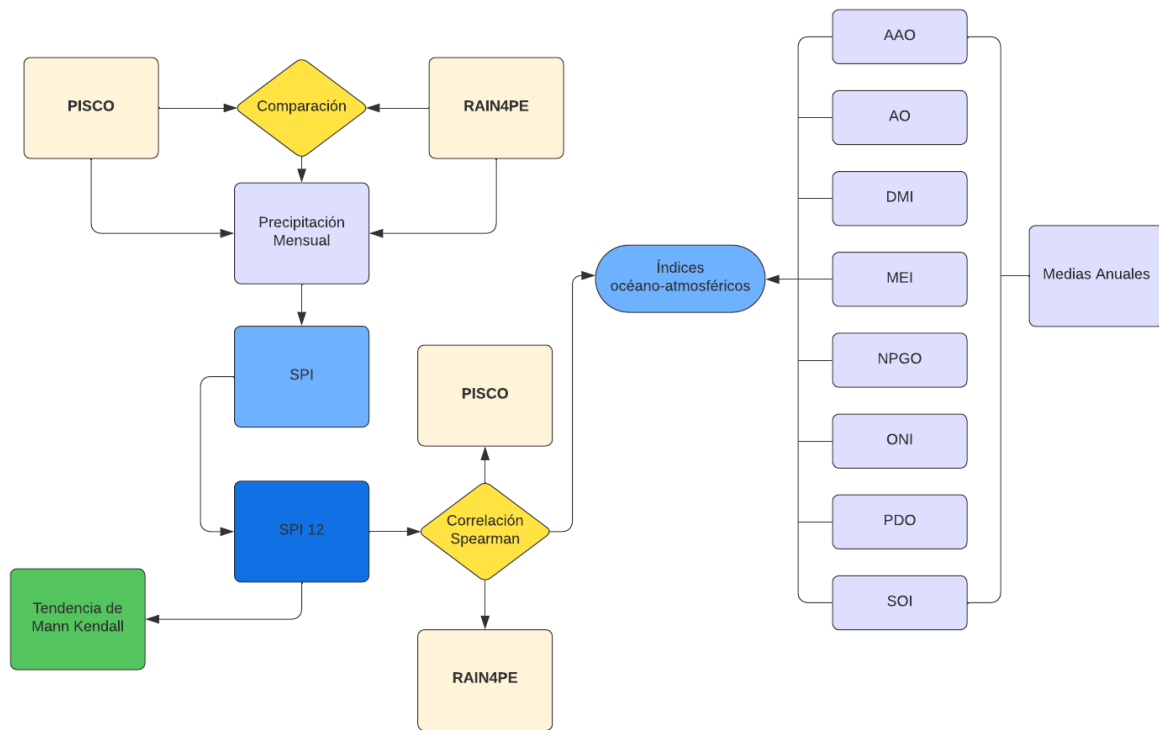 PISCO
Comparación
RAIN4PE
Precipitación
Mensual
SPI
SPI 12
Tendencia de
Mann Kendall
PISCO
Correlación
Spearman
RAIN4PE
Índices
océano-atmosféricos
AAO
AO
DMI
MEI
NPGO
ONI
PDO
SOI
Medias Anuales